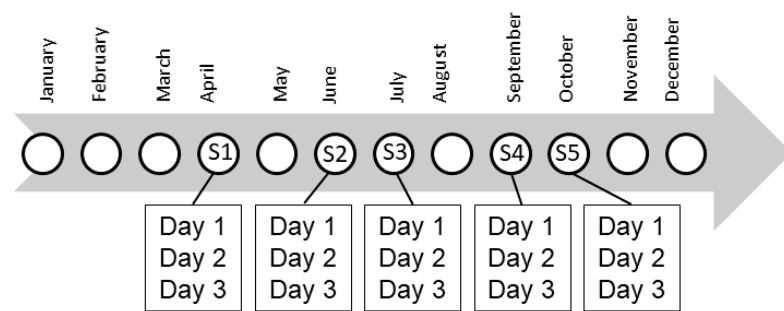 January
February
March
April
May
June
July
August
September
October
November
December
S1
S2
S3
S4
S5
Day 1
Day 2
Day 3
Day 1
Day 2
Day 3
Day 1
Day 2
Day 3
Day 1
Day 2
Day 3
Day 1
Day 2
Day 3